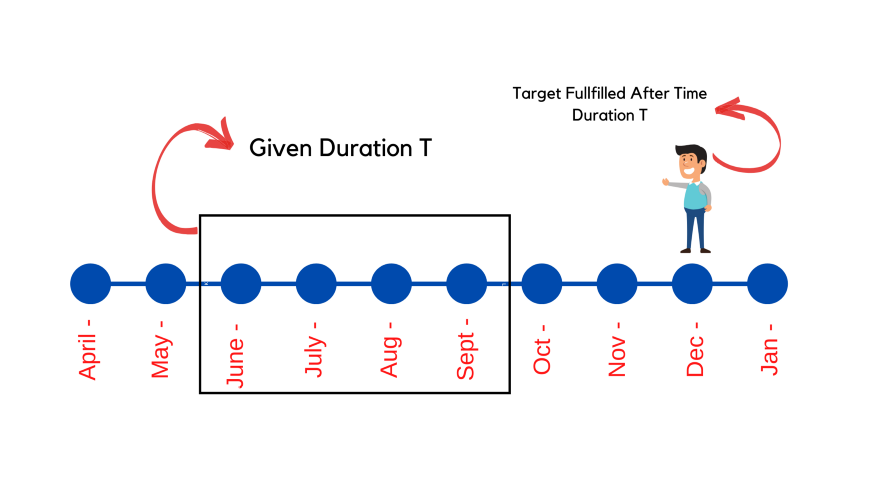 Target Fullfilled After Time
Duration T
Given Duration T
April -
May -
June -
July -
Aug -
Sept -
Oct -
Nov -
Dec -
Jan -